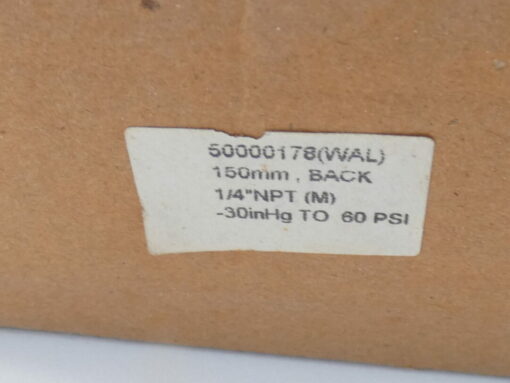 50000178(WAL)
150mm , BACK
1/4"NPT (M)
-30inHg TO 60 PSI